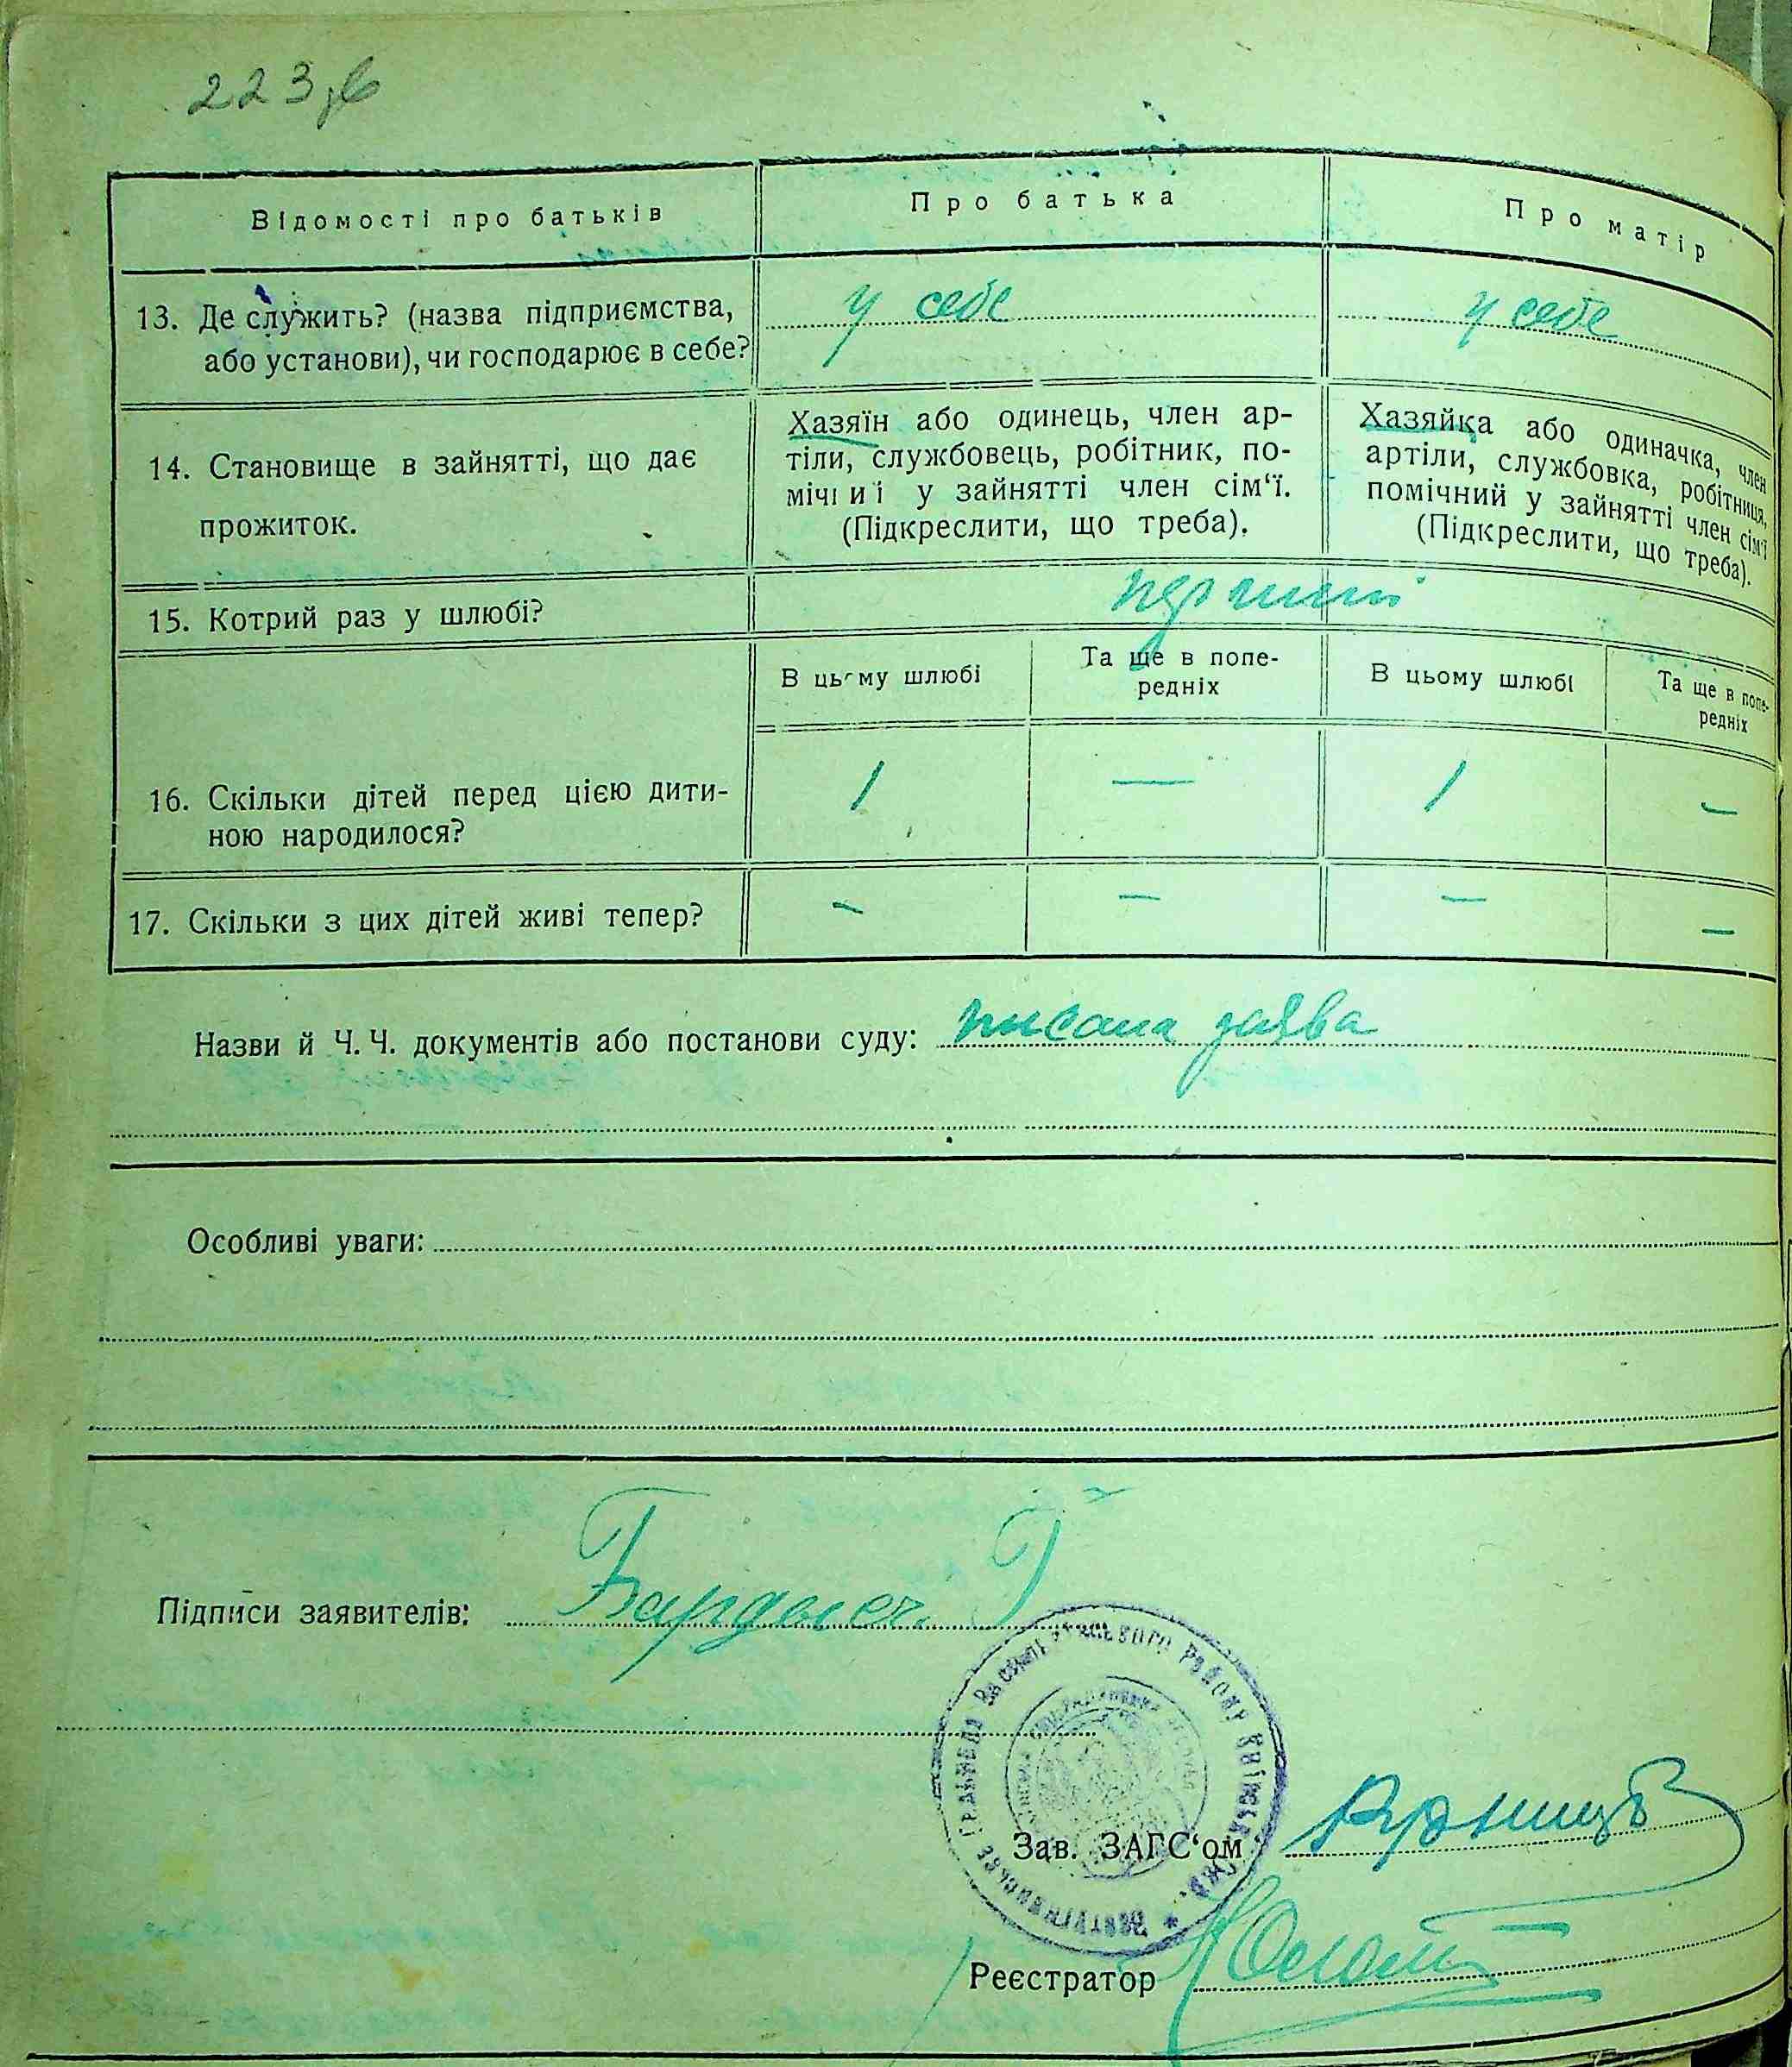 223
Відомості про батьків
Про батька
Про матір
13. Де служить? (назва підприємства,
або установи), чи господарює в себе?
у себе
у себе
14. Становище в зайнятті, що дає
прожиток.
Хазяїн або одинець, член ар-
тіли, службовець, робітник, по-
мічн и і у зайнятті член сім‘ї.
(Підкреслити, що треба).
Хазяйка або одиначка, член
артіли, службовка, робітниця,
помічний у зайнятті член сім‘ї
(Підкреслити, що треба).
15. Котрий раз у шлюбі?
перший
В цьому шлюбі
Та ще в попе-
редніх
В цьому шлюбі
Та ще в попе-
редніх
16. Скільки дітей перед цією дити-
ною народилося?
1 — 1 —
17. Скільки з цих дітей живі тепер?
— — — —
Назви й Ч. Ч. документів або постанови суду: писана заява
Особливі уваги:
Підписи заявителів:
Району
Зав. ЗАГС‘ом
Реєстратор